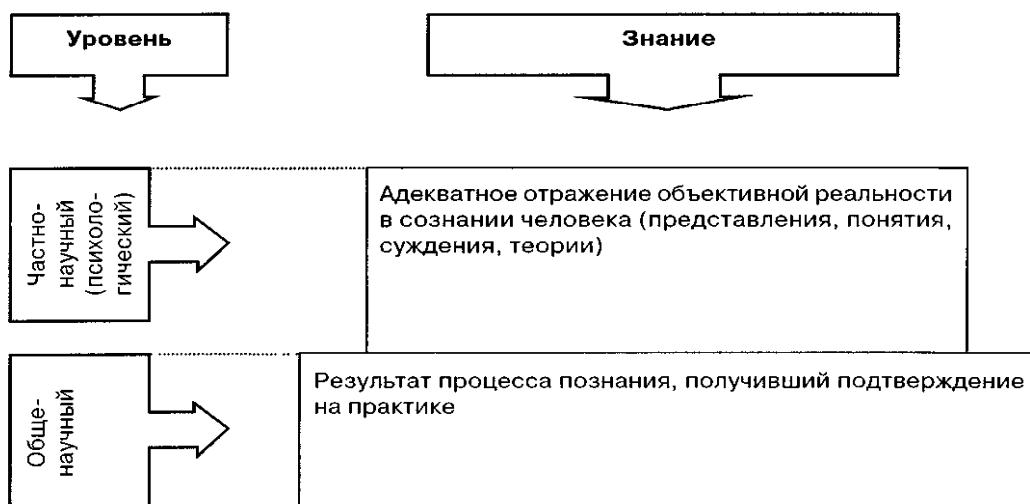 Уровень
Знание
Частно-
научный
(психоло-
гический)
Адекватное отражение объективной реальности
в сознании человека (представления, понятия,
суждения, теории)
Обще-
научный
Результат процесса познания, получивший подтверждение
на практике